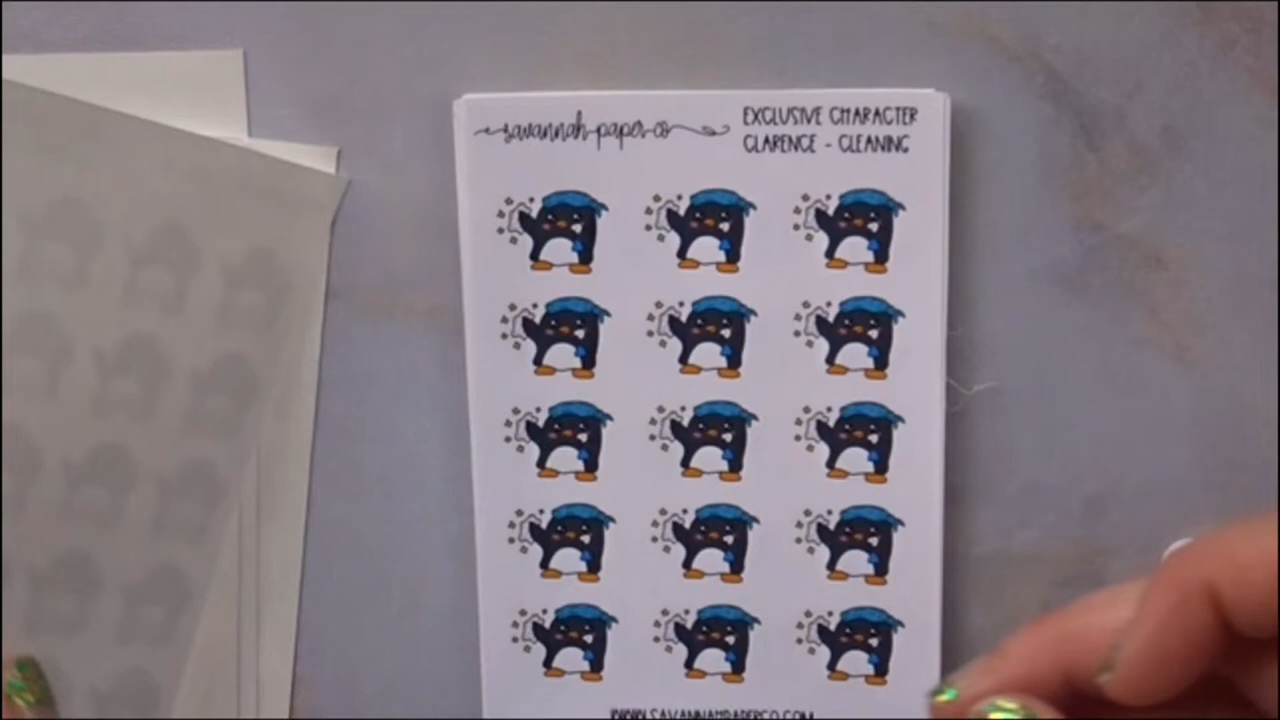 savannah paper co
EXCLUSIVE CHARACTER
CLARENCE - CLEANING
WWW.SAVANNAHPAPERCO.COM